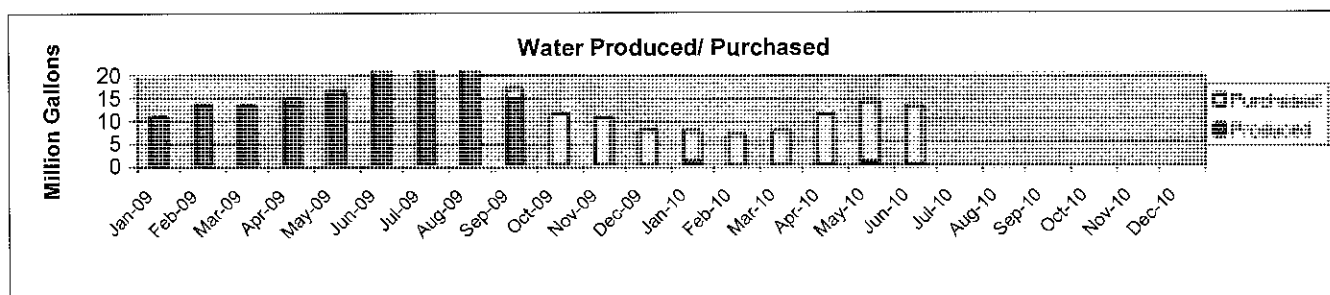 Water Produced/ Purchased
Million Gallons
20
15
10
5
0
Purchased
Produced
Jan-09
Feb-09
Mar-09
Apr-09
May-09
Jun-09
Jul-09
Aug-09
Sep-09
Oct-09
Nov-09
Dec-09
Jan-10
Feb-10
Mar-10
Apr-10
May-10
Jun-10
Jul-10
Aug-10
Sep-10
Oct-10
Nov-10
Dec-10